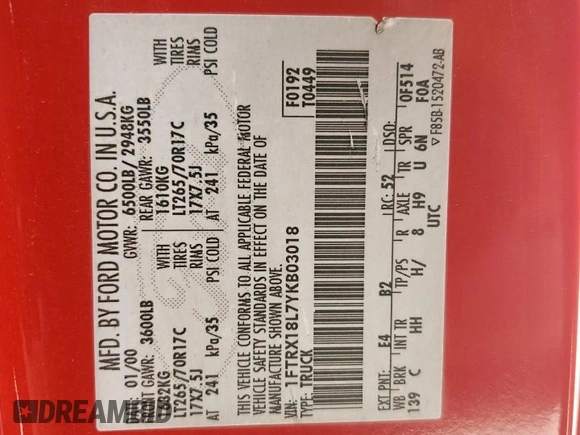 MFD. BY FORD MOTOR CO. IN U.S.A.
DATE: 01/00 GVWR: 6500LB/ 2948KG
FRONT GAWR: 3600LB REAR GAWR: 3550LB
1632KG WITH 1610KG WITH
LT265/70R17C TIRES LT265/70R17C TIRES
17X7.5J RIMS 17X7.5J RIMS
AT 241 kPa/35 PSI COLD AT 241 kPa/35 PSI COLD
THIS VEHICLE CONFORMS TO ALL APPLICABLE FEDERAL MOTOR
VEHICLE SAFETY STANDARDS IN EFFECT ON THE DATE OF
MANUFACTURE SHOWN ABOVE.
VIN: 1FTRX18L7YKB03018
TYPE: TRUCK
F0192
T0449
EXT PNT: E4 B2 RC: 52 DSO:
WB BRK INT TR TP/PS R AXLE TR SPR 0F514
139 C HH H/ 8 H9 U 6N F0A
UTC
▽ F85B-1520472-AB
DREAMBID